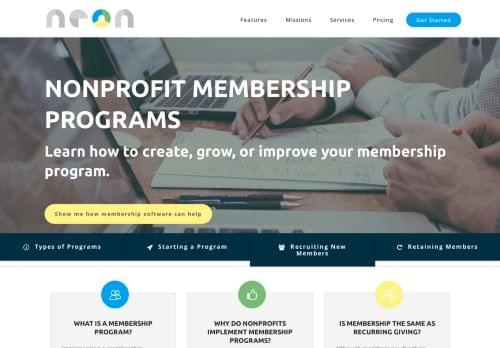 neon
Features Missions Services Pricing Get Started
NONPROFIT MEMBERSHIP
PROGRAMS
Learn how to create, grow, or improve your membership
program.
Show me how membership software can help
Types of Programs Starting a Program Recruiting New Members Retaining Members
WHAT IS A MEMBERSHIP
PROGRAM?
WHY DO NONPROFITS
IMPLEMENT MEMBERSHIP
PROGRAMS?
IS MEMBERSHIP THE SAME AS
RECURRING GIVING?